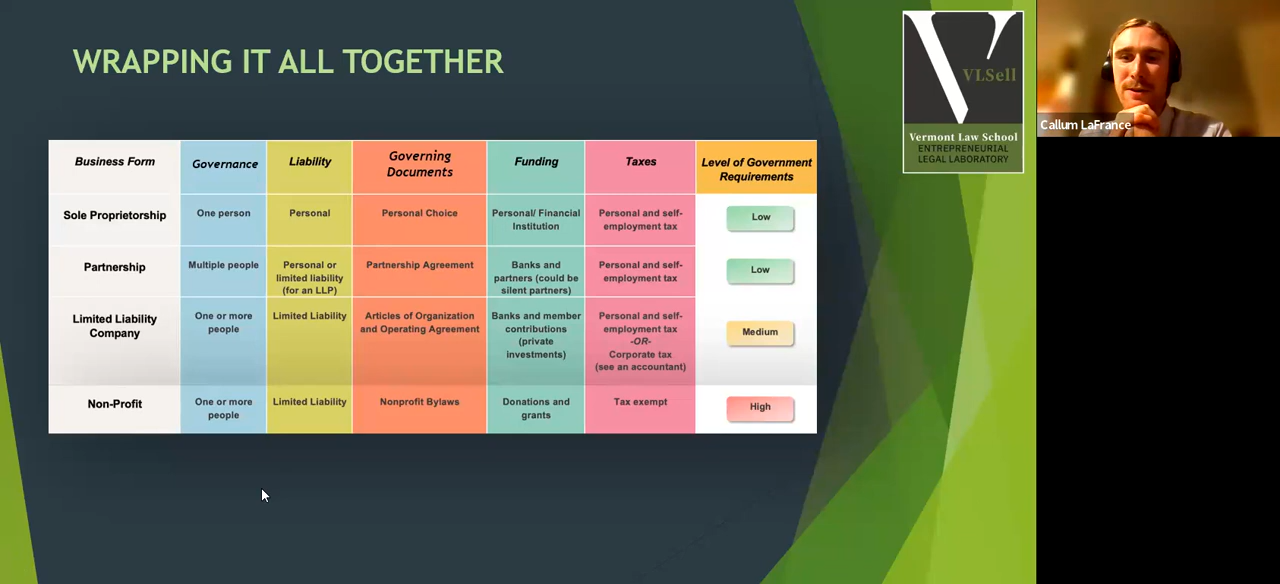 WRAPPING IT ALL TOGETHER
VLSell
Vermont Law School
ENTREPRENEURIAL
LEGAL LABORATORY
Callum LaFrance
Business Form
Governance
Liability
Governing
Documents
Funding
Taxes
Level of Government
Requirements
Sole Proprietorship
One person
Personal
Personal Choice
Personal/ Financial
Institution
Personal and self-
employment tax
Low
Partnership
Multiple people
Personal or
limited liability
(for an LLP)
Partnership Agreement
Banks and
partners (could be
silent partners)
Personal and self-
employment tax
Low
Limited Liability
Company
One or more
people
Limited Liability
Articles of Organization
and Operating Agreement
Banks and member
contributions
(private
investments)
Personal and self-
employment tax
-OR-
Corporate tax
(see an accountant)
Medium
Non-Profit
One or more
people
Limited Liability
Nonprofit Bylaws
Donations and
grants
Tax exempt
High